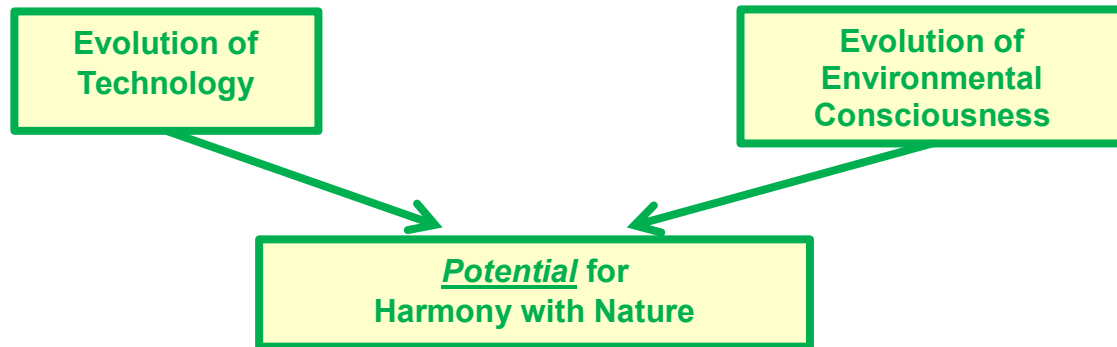 Evolution of
Technology
Evolution of
Environmental
Consciousness
Potential for
Harmony with Nature